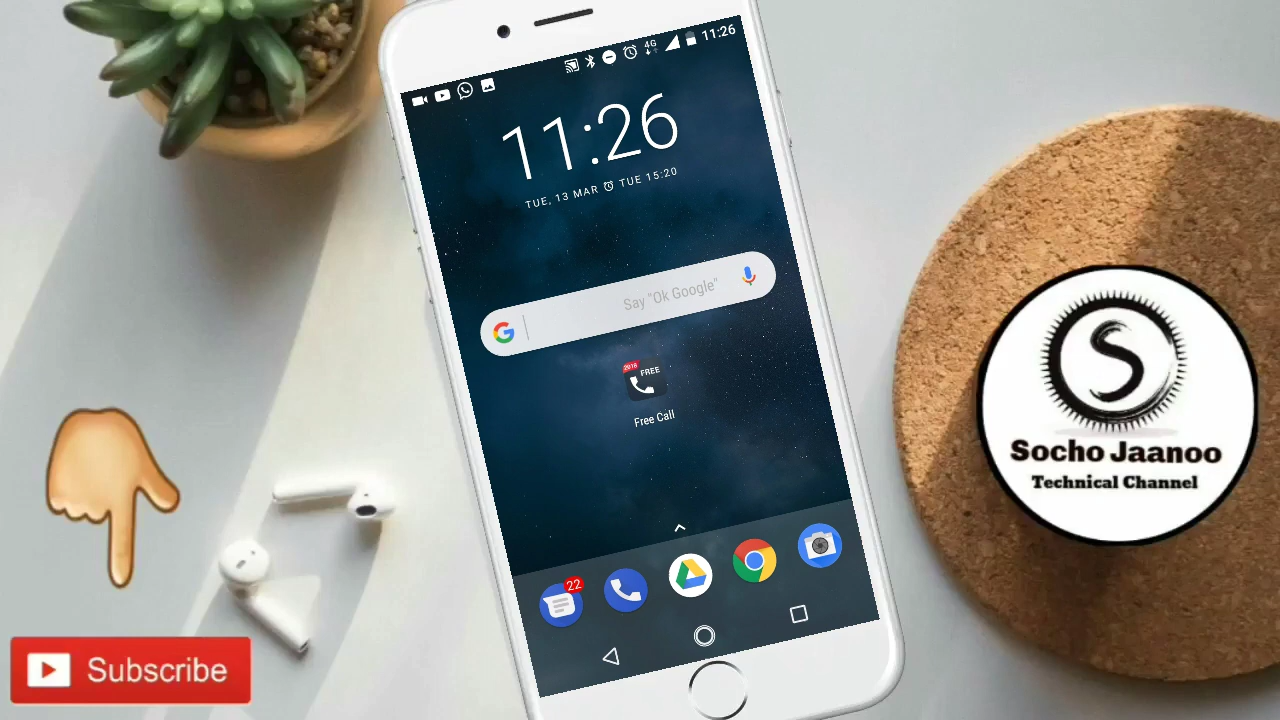 11:26
4G
11:26
TUE, 13 MAR TUE 15:20
Say "Ok Google"
2018
FREE
Free Call
22
Socho Jaanoo
Technical Channel
Subscribe